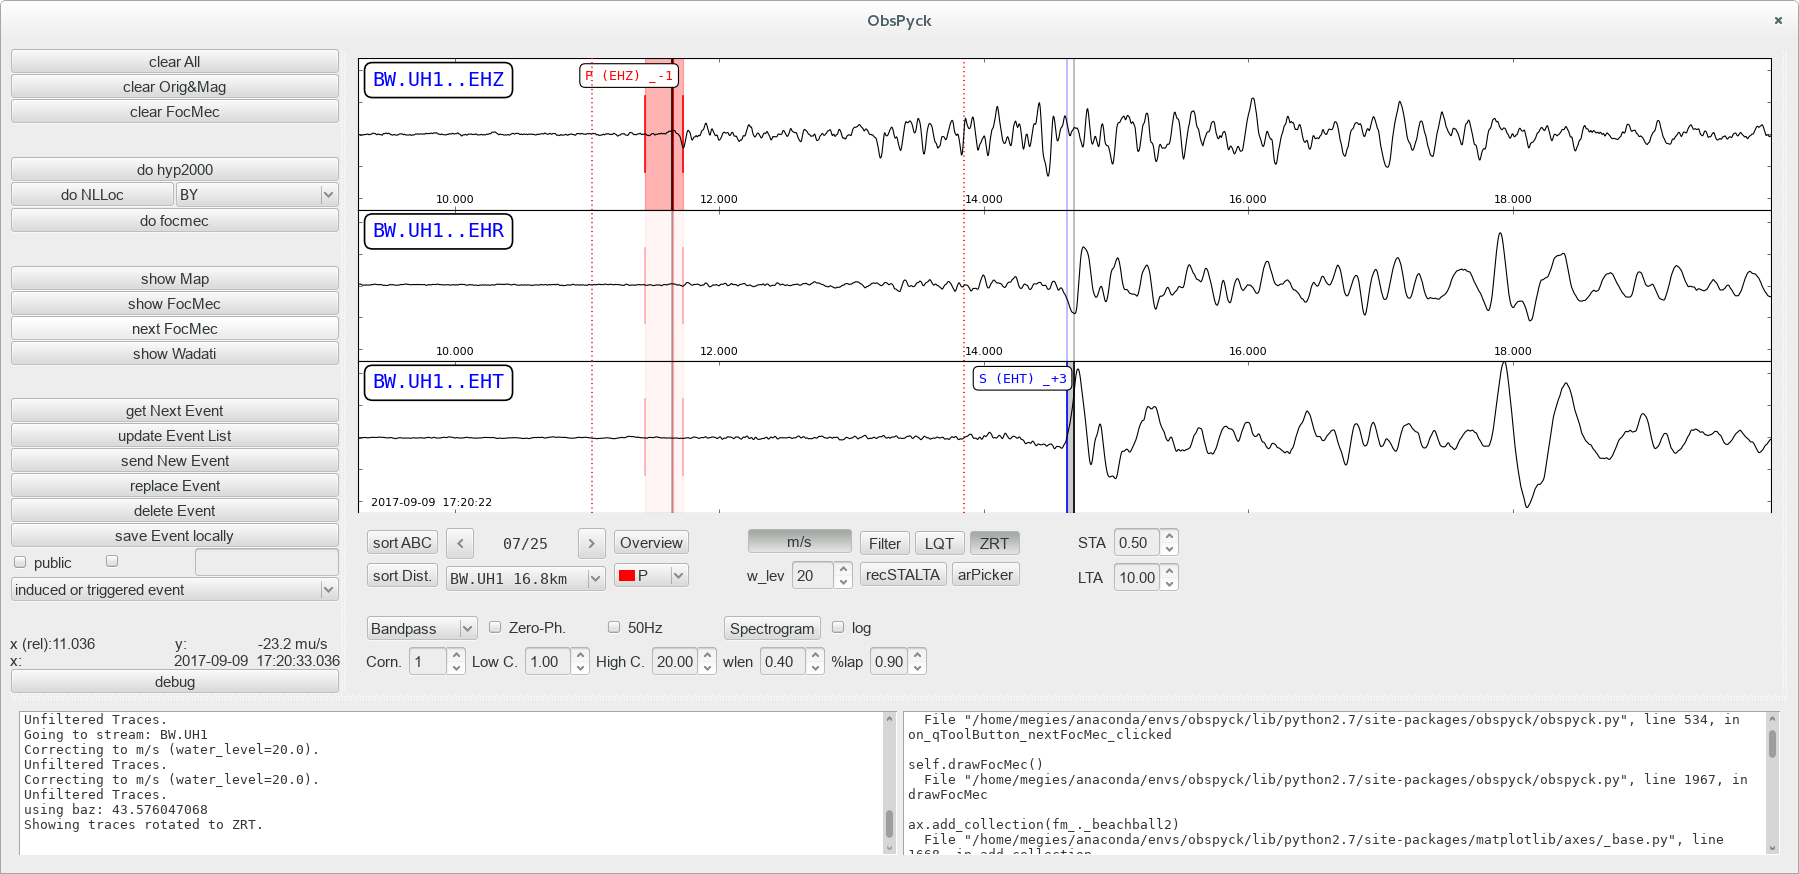 ObsPyck
clear All
clear Orig&Mag
clear FocMec
do hyp2000
do NLLoc
BY
do focmec
show Map
show FocMec
next FocMec
show Wadati
get Next Event
update Event List
send New Event
replace Event
delete Event
save Event locally
public
induced or triggered event
x (rel):11.036 y: -23.2 mu/s
x: 2017-09-09 17:20:33.036
debug
BW.UH1..EHZ
P (EHZ) _-1
10.000 12.000 14.000 16.000 18.000
BW.UH1..EHR
10.000 12.000 14.000 16.000 18.000
BW.UH1..EHT
S (EHT) _+3
2017-09-09 17:20:22
sort ABC < 07/25 > Overview m/s Filter LQT ZRT STA 0.50
sort Dist. BW.UH1 16.8km P w_lev 20 recSTALTA arPicker LTA 10.00
Bandpass Zero-Ph. 50Hz Spectrogram log
Corn. 1 Low C. 1.00 High C. 20.00 wlen 0.40 %lap 0.90
Unfiltered Traces.
Going to stream: BW.UH1
Correcting to m/s (water_level=20.0).
Unfiltered Traces.
Correcting to m/s (water_level=20.0).
Unfiltered Traces.
using baz: 43.576047068
Showing traces rotated to ZRT.
File "/home/megies/anaconda/envs/obspyck/lib/python2.7/site-packages/obspyck/obspyck.py", line 534, in
on_qToolButton_nextFocMec_clicked
self.drawFocMec()
File "/home/megies/anaconda/envs/obspyck/lib/python2.7/site-packages/obspyck/obspyck.py", line 1967, in
drawFocMec
ax.add_collection(fm_._beachball2)
File "/home/megies/anaconda/envs/obspyck/lib/python2.7/site-packages/matplotlib/axes/_base.py", line
1668, in add_collection